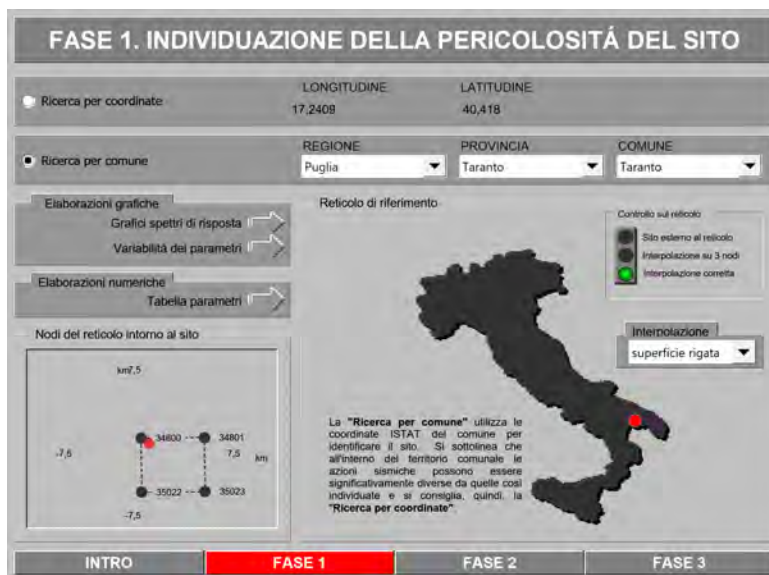 FASE 1. INDIVIDUAZIONE DELLA PERICOLOSITÁ DEL SITO
LONGITUDINE LATITUDINE
Ricerca per coordinate
17,2409 40,418
REGIONE PROVINCIA COMUNE
Ricerca per comune
Puglia Taranto Taranto
Elaborazioni grafiche
Grafici spettri di risposta
Variabilità dei parametri
Elaborazioni numeriche
Tabella parametri
Nodi del reticolo intorno al sito
km7,5
-7,5
34800 34801
7,5 km
35022 35023
-7,5
Reticolo di riferimento
Controllo sul reticolo
Sito esterno al reticolo
Interpolazione su 3 nodi
Interpolazione corretta
Interpolazione
superficie rigata
La "Ricerca per comune" utilizza le
coordinate ISTAT del comune per
identificare il sito. Si sottolinea che
all'interno del territorio comunale le
azioni sismiche possono essere
significativamente diverse da quelle così
individuate e si consiglia, quindi, la
"Ricerca per coordinate"
INTRO FASE 1 FASE 2 FASE 3